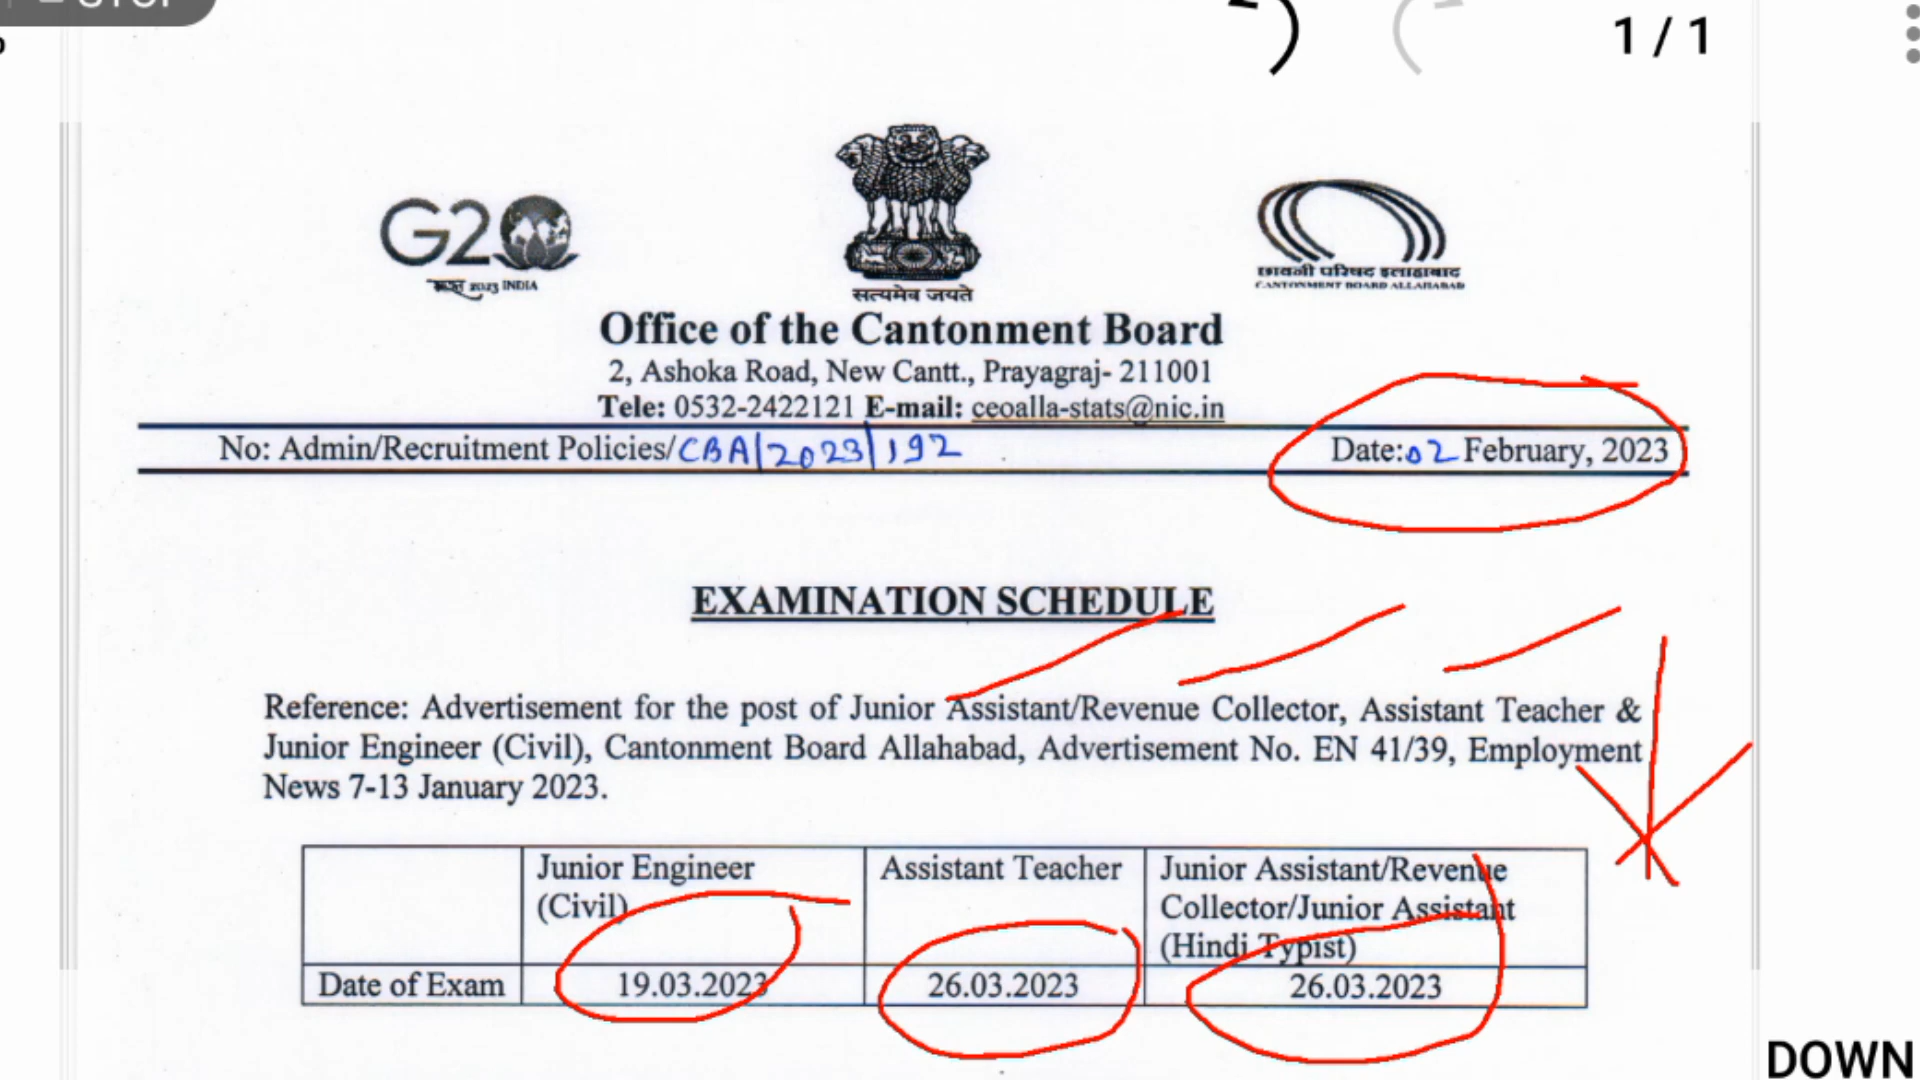 1 / 1
G20
2023 INDIA
सत्यमेव जयते
छावनी परिषद इलाहाबाद
CANTONMENT BOARD ALLAHABAD
Office of the Cantonment Board
2, Ashoka Road, New Cantt., Prayagraj- 211001
Tele: 0532-2422121 E-mail: ceoalla-stats@nic.in
No: Admin/Recruitment Policies/CBA/2023/192 Date:02 February, 2023
EXAMINATION SCHEDULE
Reference: Advertisement for the post of Junior Assistant/Revenue Collector, Assistant Teacher &
Junior Engineer (Civil), Cantonment Board Allahabad, Advertisement No. EN 41/39, Employment
News 7-13 January 2023.
Junior Engineer
(Civil)
Assistant Teacher
Junior Assistant/Revenue
Collector/Junior Assistant
(Hindi Typist)
Date of Exam 19.03.2023 26.03.2023 26.03.2023
DOWN